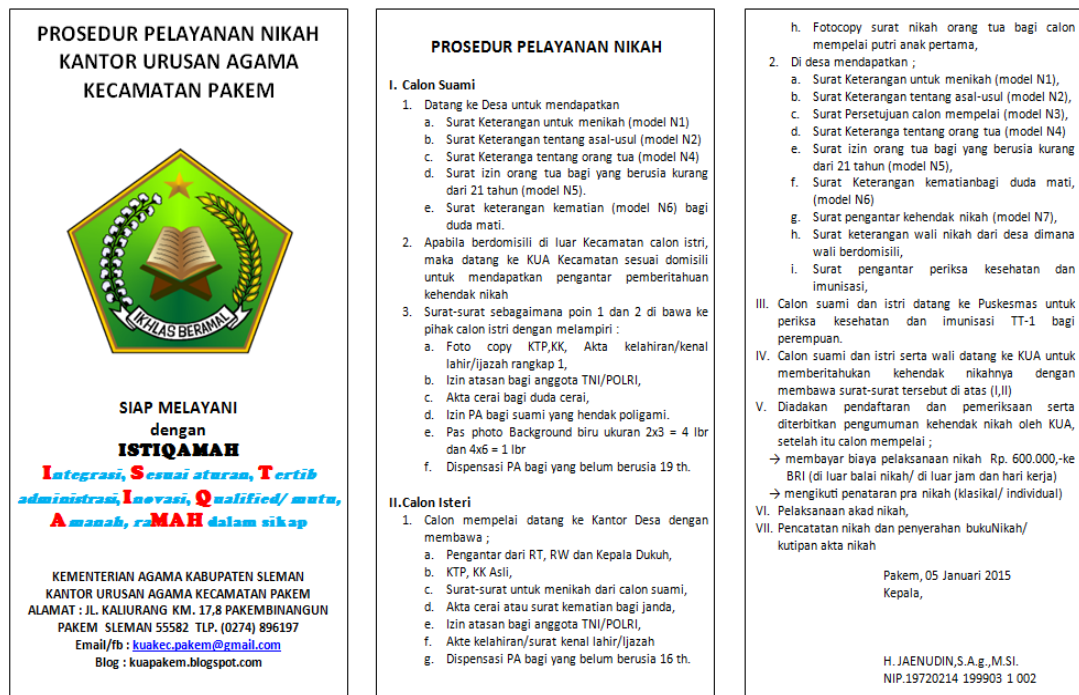 PROSEDUR PELAYANAN NIKAH
KANTOR URUSAN AGAMA
KECAMATAN PAKEM
IKHLAS BERAMAL
SIAP MELAYANI
dengan
ISTIQAMAH
Integrasi, Sesuai aturan, Tertib
administrasi, Inovasi, Qualified/ mutu,
Amanah, raMAH dalam sikap
KEMENTERIAN AGAMA KABUPATEN SLEMAN
KANTOR URUSAN AGAMA KECAMATAN PAKEM
ALAMAT : JL. KALIURANG KM. 17,8 PAKEMBINANGUN
PAKEM SLEMAN 55582 TLP. (0274) 896197
Email/fb : kuakec.pakem@gmail.com
Blog : kuapakem.blogspot.com
PROSEDUR PELAYANAN NIKAH
I. Calon Suami
1. Datang ke Desa untuk mendapatkan
a. Surat Keterangan untuk menikah (model N1)
b. Surat Keterangan tentang asal-usul (model N2)
c. Surat Keteranga tentang orang tua (model N4)
d. Surat izin orang tua bagi yang berusia kurang
dari 21 tahun (model N5).
e. Surat keterangan kematian (model N6) bagi
duda mati.
2. Apabila berdomisili di luar Kecamatan calon istri,
maka datang ke KUA Kecamatan sesuai domisili
untuk mendapatkan pengantar pemberitahuan
kehendak nikah
3. Surat-surat sebagaimana poin 1 dan 2 di bawa ke
pihak calon istri dengan melampiri :
a. Foto copy KTP,KK, Akta kelahiran/kenal
lahir/ijazah rangkap 1,
b. Izin atasan bagi anggota TNI/POLRI,
c. Akta cerai bagi duda cerai,
d. Izin PA bagi suami yang hendak poligami.
e. Pas photo Background biru ukuran 2x3 = 4 lbr
dan 4x6 = 1 lbr
f. Dispensasi PA bagi yang belum berusia 19 th.
II.Calon Isteri
1. Calon mempelai datang ke Kantor Desa dengan
membawa ;
a. Pengantar dari RT, RW dan Kepala Dukuh,
b. KTP, KK Asli,
c. Surat-surat untuk menikah dari calon suami,
d. Akta cerai atau surat kematian bagi janda,
e. Izin atasan bagi anggota TNI/POLRI,
f. Akte kelahiran/surat kenal lahir/Ijazah
g. Dispensasi PA bagi yang belum berusia 16 th.
h. Fotocopy surat nikah orang tua bagi calon
mempelai putri anak pertama,
2. Di desa mendapatkan ;
a. Surat Keterangan untuk menikah (model N1),
b. Surat Keterangan tentang asal-usul (model N2),
c. Surat Persetujuan calon mempelai (model N3),
d. Surat Keteranga tentang orang tua (model N4)
e. Surat izin orang tua bagi yang berusia kurang
dari 21 tahun (model N5),
f. Surat Keterangan kematianbagi duda mati,
(model N6)
g. Surat pengantar kehendak nikah (model N7),
h. Surat keterangan wali nikah dari desa dimana
wali berdomisili,
i. Surat pengantar periksa kesehatan dan
imunisasi,
III. Calon suami dan istri datang ke Puskesmas untuk
periksa kesehatan dan imunisasi TT-1 bagi
perempuan.
IV. Calon suami dan istri serta wali datang ke KUA untuk
memberitahukan kehendak nikahnya dengan
membawa surat-surat tersebut di atas (I,II)
V. Diadakan pendaftaran dan pemeriksaan serta
diterbitkan pengumuman kehendak nikah oleh KUA,
setelah itu calon mempelai ;
→ membayar biaya pelaksanaan nikah Rp. 600.000,-ke
BRI (di luar balai nikah/ di luar jam dan hari kerja)
→ mengikuti penataran pra nikah (klasikal/ individual)
VI. Pelaksanaan akad nikah,
VII. Pencatatan nikah dan penyerahan bukuNikah/
kutipan akta nikah
Pakem, 05 Januari 2015
Kepala,
H. JAENUDIN,S.A.g.,M.SI.
NIP.19720214 199903 1 002